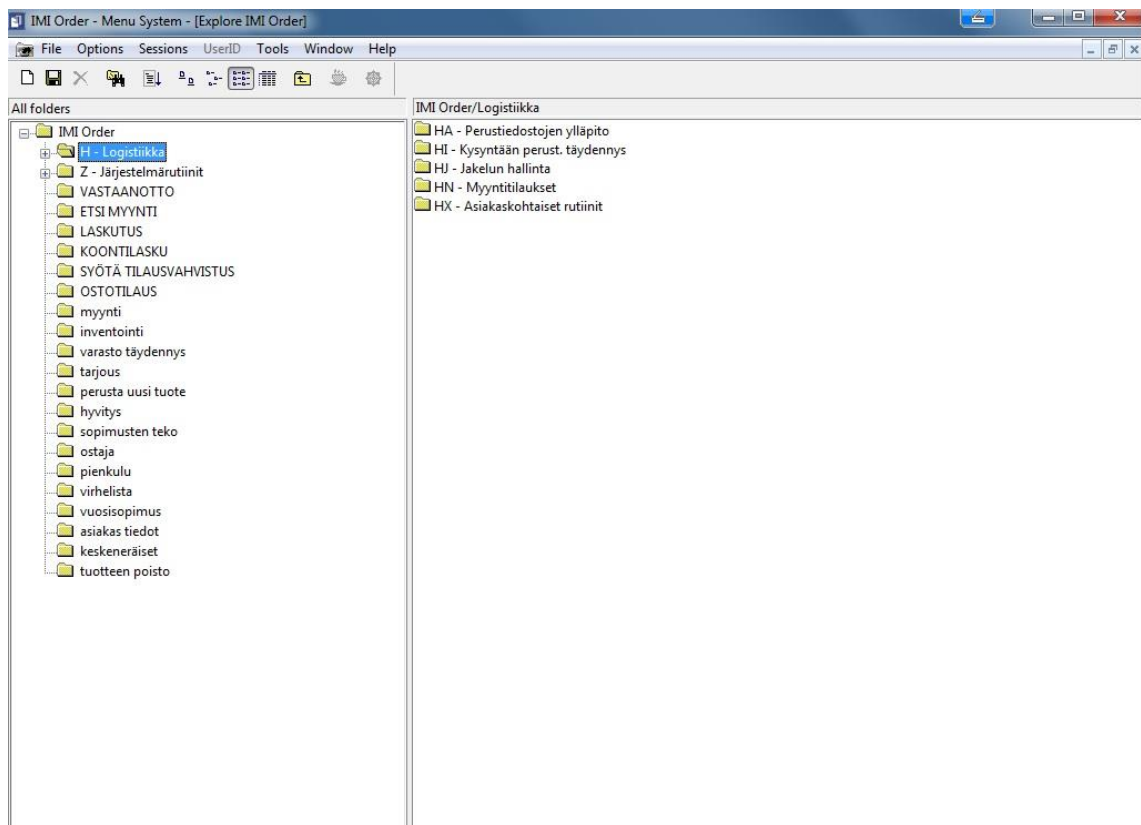 IMI Order - Menu System - [Explore IMI Order]
File Options Sessions UserID Tools Window Help
All folders
IMI Order
H - Logistiikka
Z - Järjestelmärutiinit
VASTAANOTTO
ETSI MYYNTI
LASKUTUS
KOONTILASKU
SYÖTÄ TILAUSVAHVISTUS
OSTOTILAUS
myynti
inventointi
varasto täydennys
tarjous
perusta uusi tuote
hyvitys
sopimusten teko
ostaja
pienkulu
virhelista
vuosisopimus
asiakas tiedot
keskeneräiset
tuotteen poisto
IMI Order/Logistiikka
HA - Perustiedostojen ylläpito
HI - Kysyntään perust. täydennys
HJ - Jakelun hallinta
HN - Myyntitilaukset
HX - Asiakaskohtaiset rutiinit